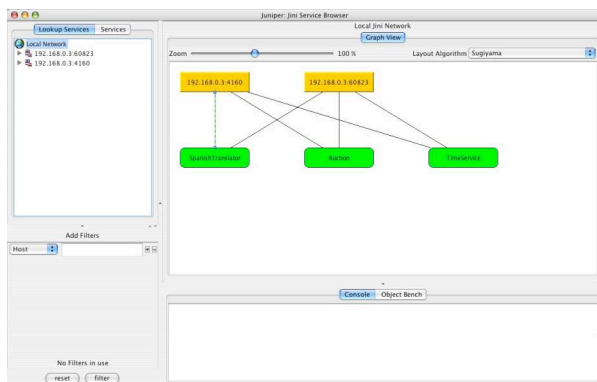 Juniper: Jini Service Browser
Lookup Services Services
Local Network
192.168.0.3:60823
192.168.0.3:4160
Add Filters
Host
No Filters in use
reset filter
Local Jini Network
Graph View
Zoom 100 % Layout Algorithm Sugiyama
192.168.0.3:4160 192.168.0.3:60823
SpanishTranslator Auction TimeService
Console Object Bench